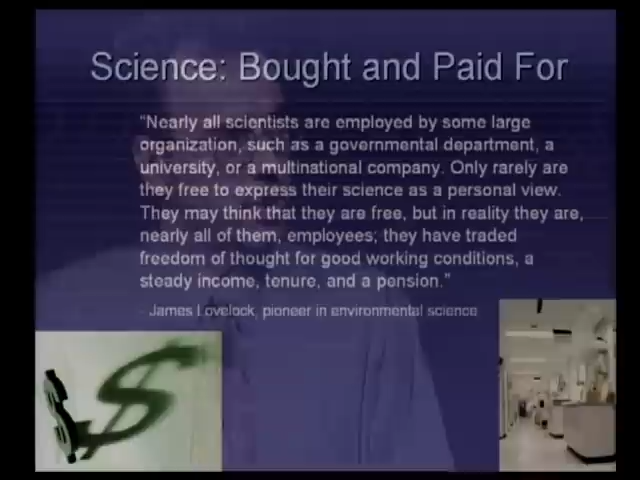 Science: Bought and Paid For
"Nearly all scientists are employed by some large
organization, such as a governmental department, a
university, or a multinational company. Only rarely are
they free to express their science as a personal view.
They may think that they are free, but in reality they are,
nearly all of them, employees; they have traded
freedom of thought for good working conditions, a
steady income, tenure, and a pension."
- James Lovelock, pioneer in environmental science